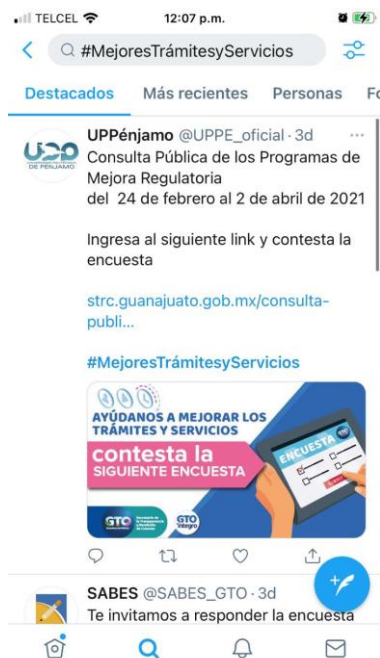 TELCEL 12:07 p.m.
#MejoresTrámitesyServicios
Destacados Más recientes Personas Fo
UPPénjamo @UPPE_oficial · 3d ...
Consulta Pública de los Programas de
Mejora Regulatoria
del 24 de febrero al 2 de abril de 2021
Ingresa al siguiente link y contesta la
encuesta
strc.guanajuato.gob.mx/consulta-
publi...
#MejoresTrámitesyServicios
AYÚDANOS A MEJORAR LOS
TRÁMITES Y SERVICIOS
contesta la
SIGUIENTE ENCUESTA
ENCUESTA
GTO
GTO
Íntegro
SABES @SABES_GTO · 3d
Te invitamos a responder la encuesta